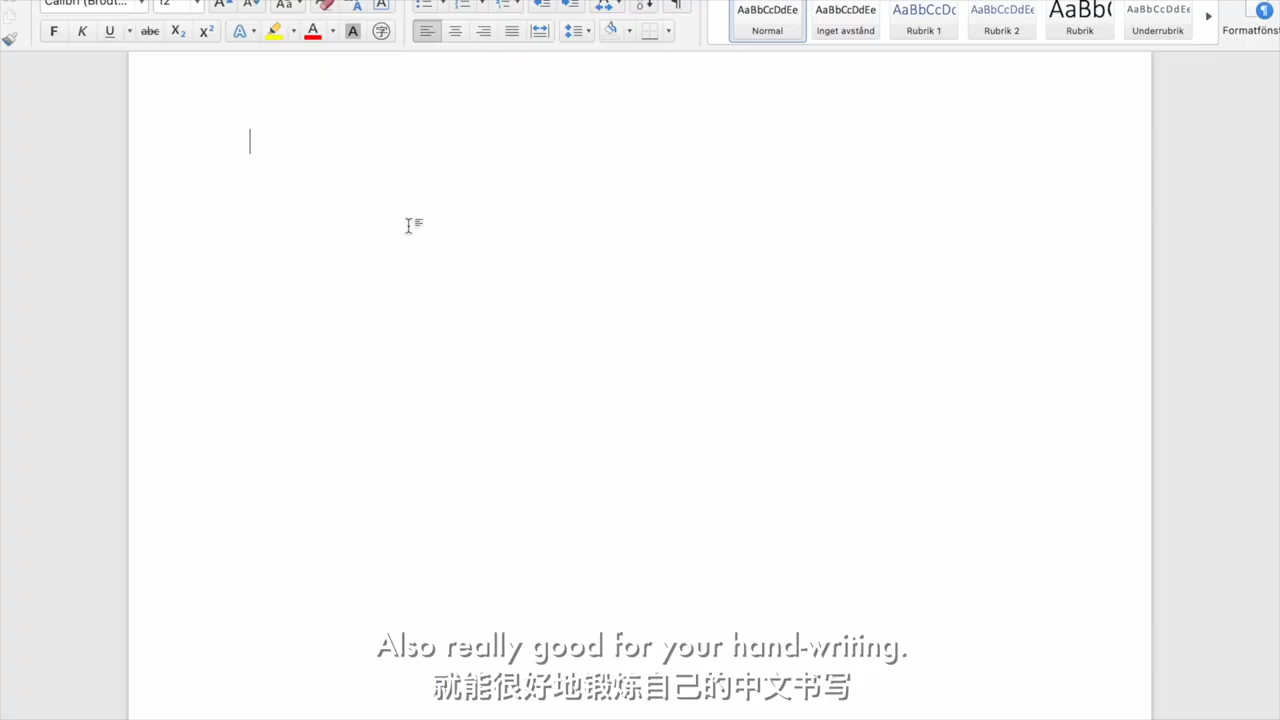 Calibri (Brödt... 12 Aa A A
F K U abc X₂ X² A A A 字
AaBbCcDdEe AaBbCcDdEe AaBbCcDc AaBbCcDdEe AaBb( AaBbCcDdEe
Normal Inget avstånd Rubrik 1 Rubrik 2 Rubrik Underrubrik Formatföns
Also really good for your hand-writing.
就能很好地锻炼自己的中文书写